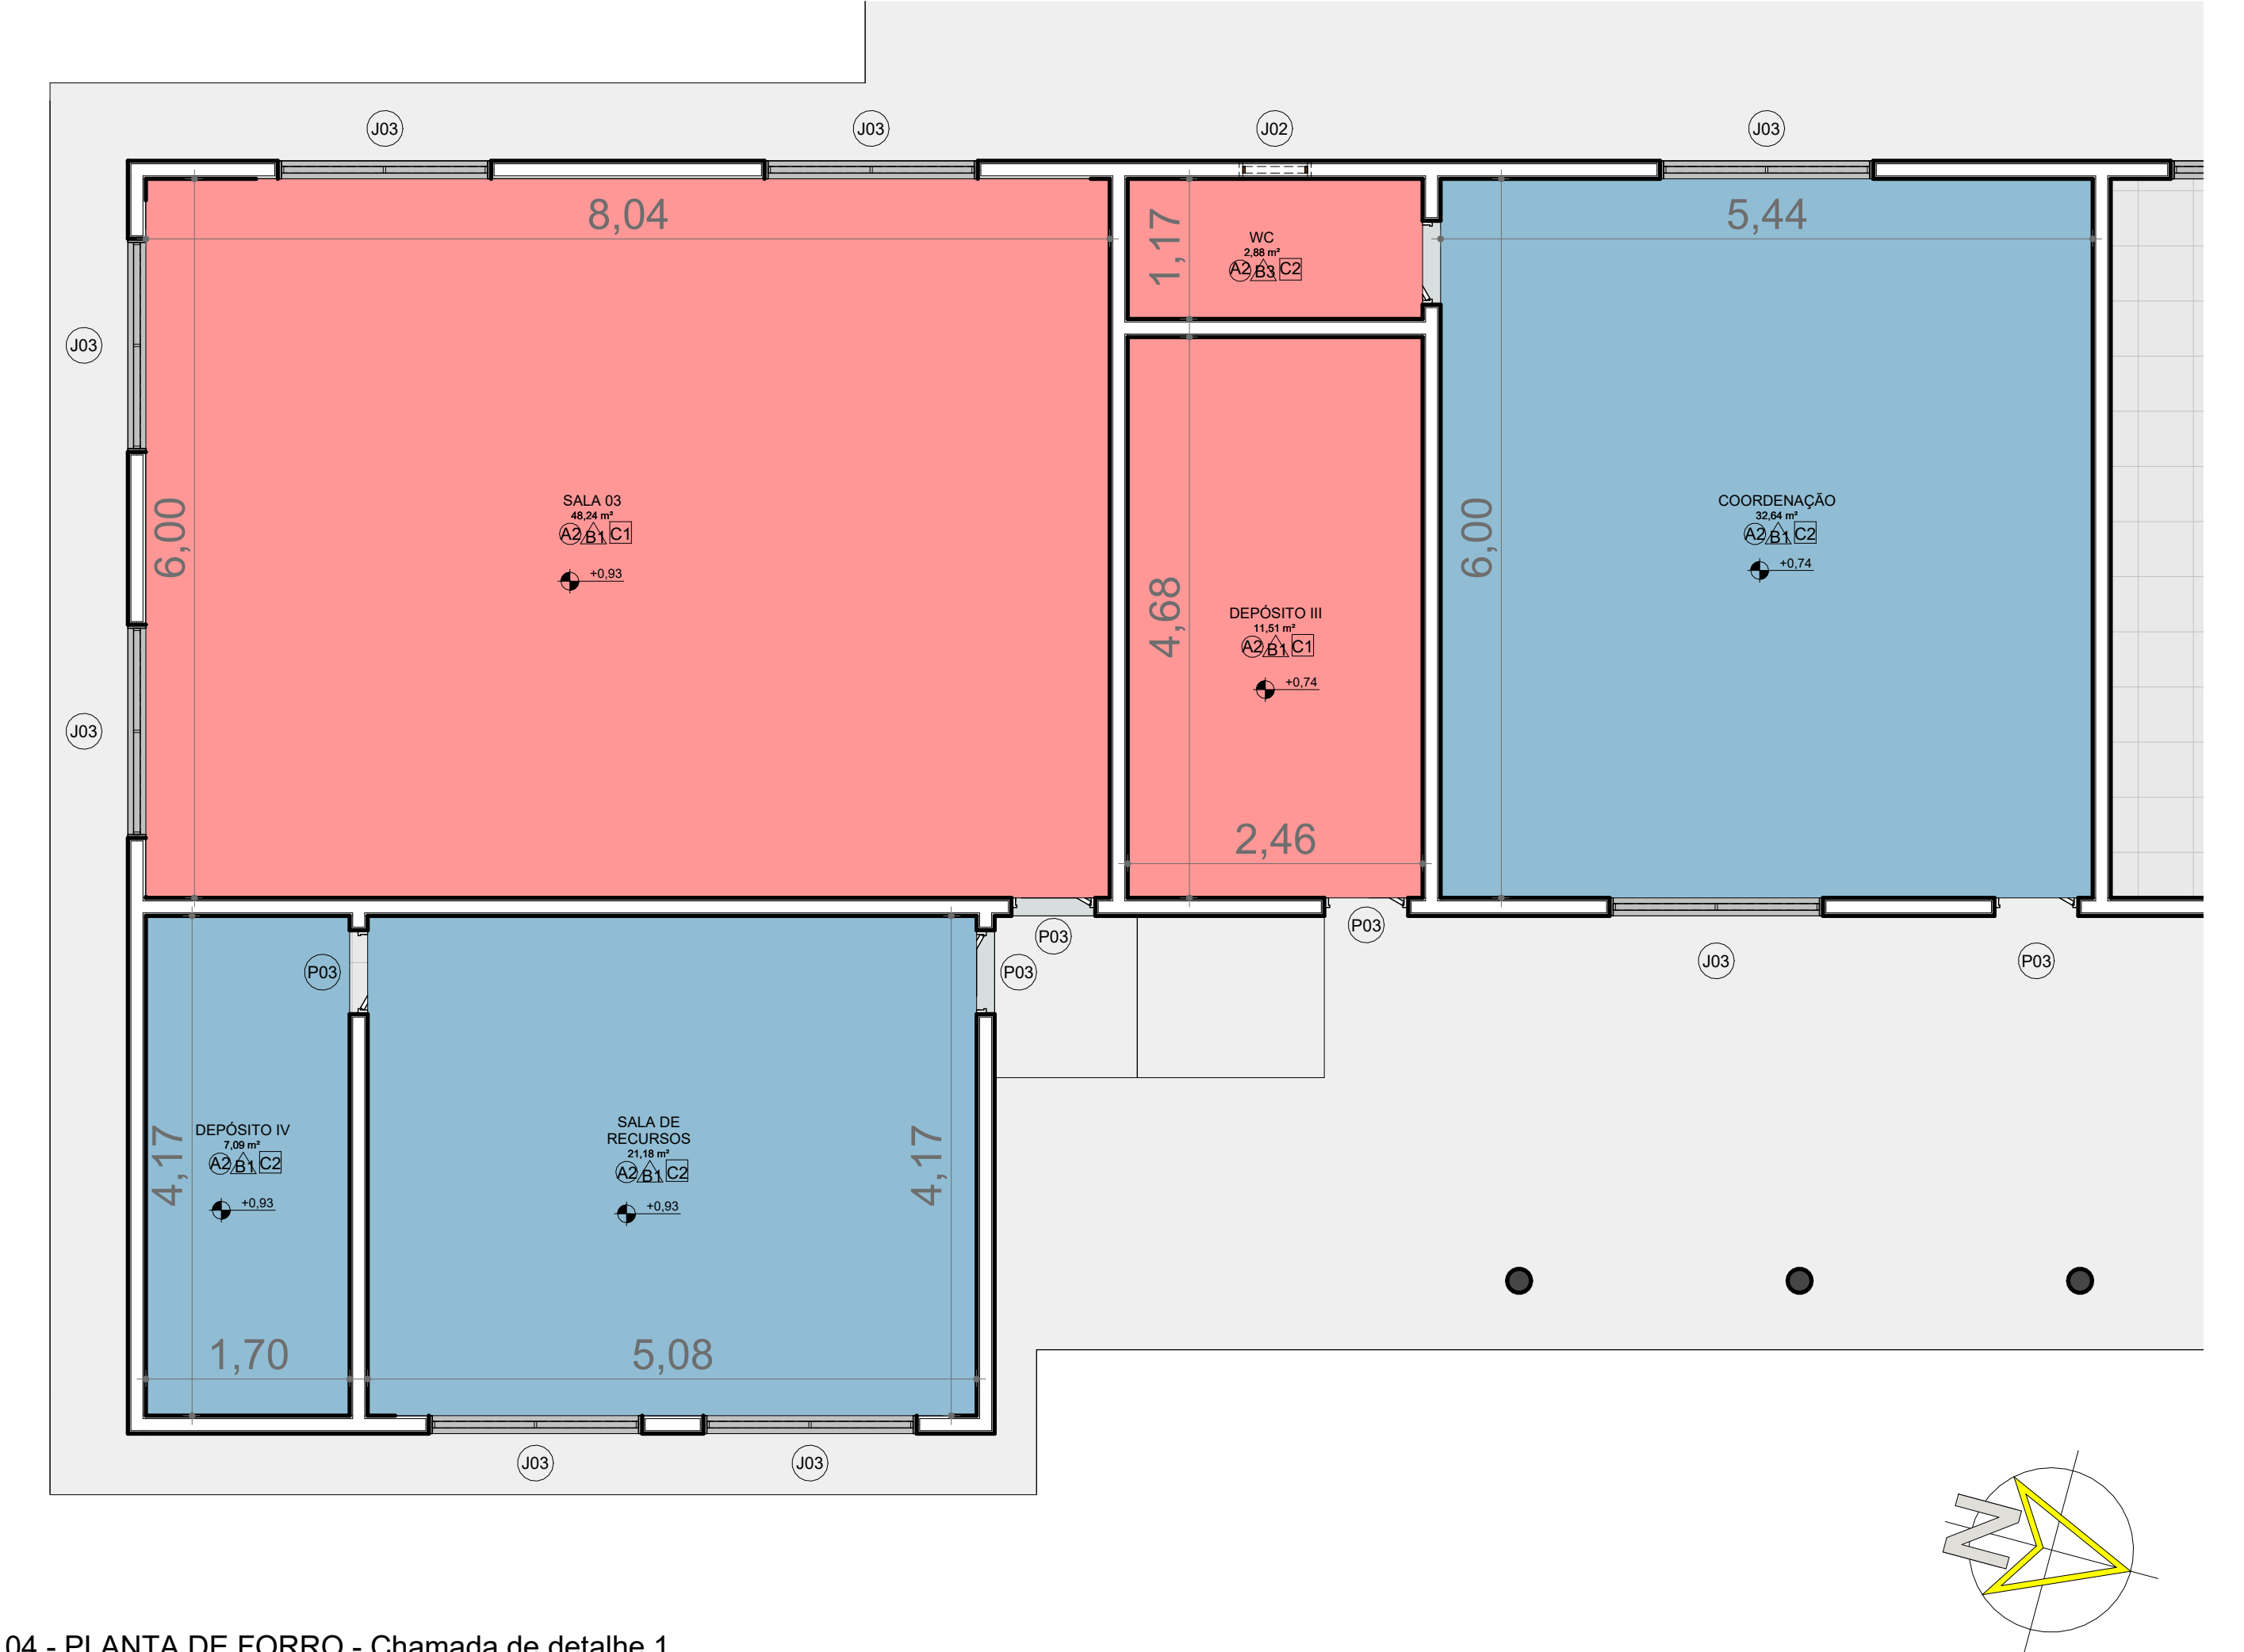 J03
J03
J02
J03
8,04
1,17
WC
2,88 m²
A2 B3 C2
5,44
J03
SALA 03
48,24 m²
A2 B1 C1
+0,93
6,00
4,68
DEPÓSITO III
11,51 m²
A2 B1 C1
+0,74
6,00
COORDENAÇÃO
32,64 m²
A2 B1 C2
+0,74
J03
2,46
P03
P03
P03
P03
J03
P03
4,17
DEPÓSITO IV
7,09 m²
A2 B1 C2
+0,93
SALA DE
RECURSOS
21,18 m²
A2 B1 C2
+0,93
4,17
1,70
5,08
J03
J03
N
04 - PLANTA DE FORRO - Chamada de detalhe 1